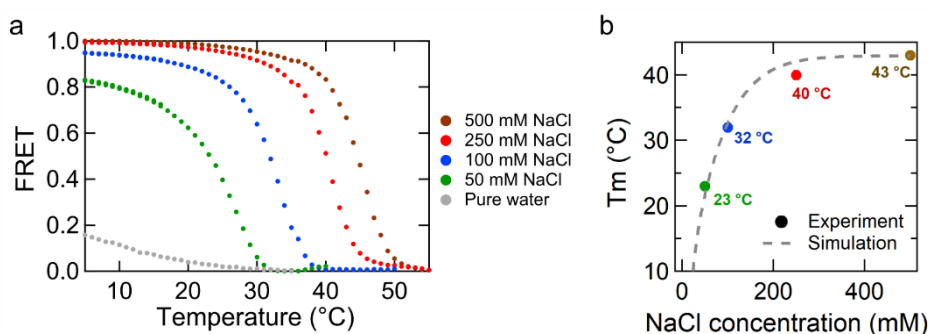 a
FRET
1.0
0.8
0.6
0.4
0.2
0.0
10 20 30 40 50
Temperature (°C)
500 mM NaCl
250 mM NaCl
100 mM NaCl
50 mM NaCl
Pure water
b
Tm (°C)
40
30
20
10
43 °C
40 °C
32 °C
23 °C
Experiment
Simulation
0 200 400
NaCl concentration (mM)